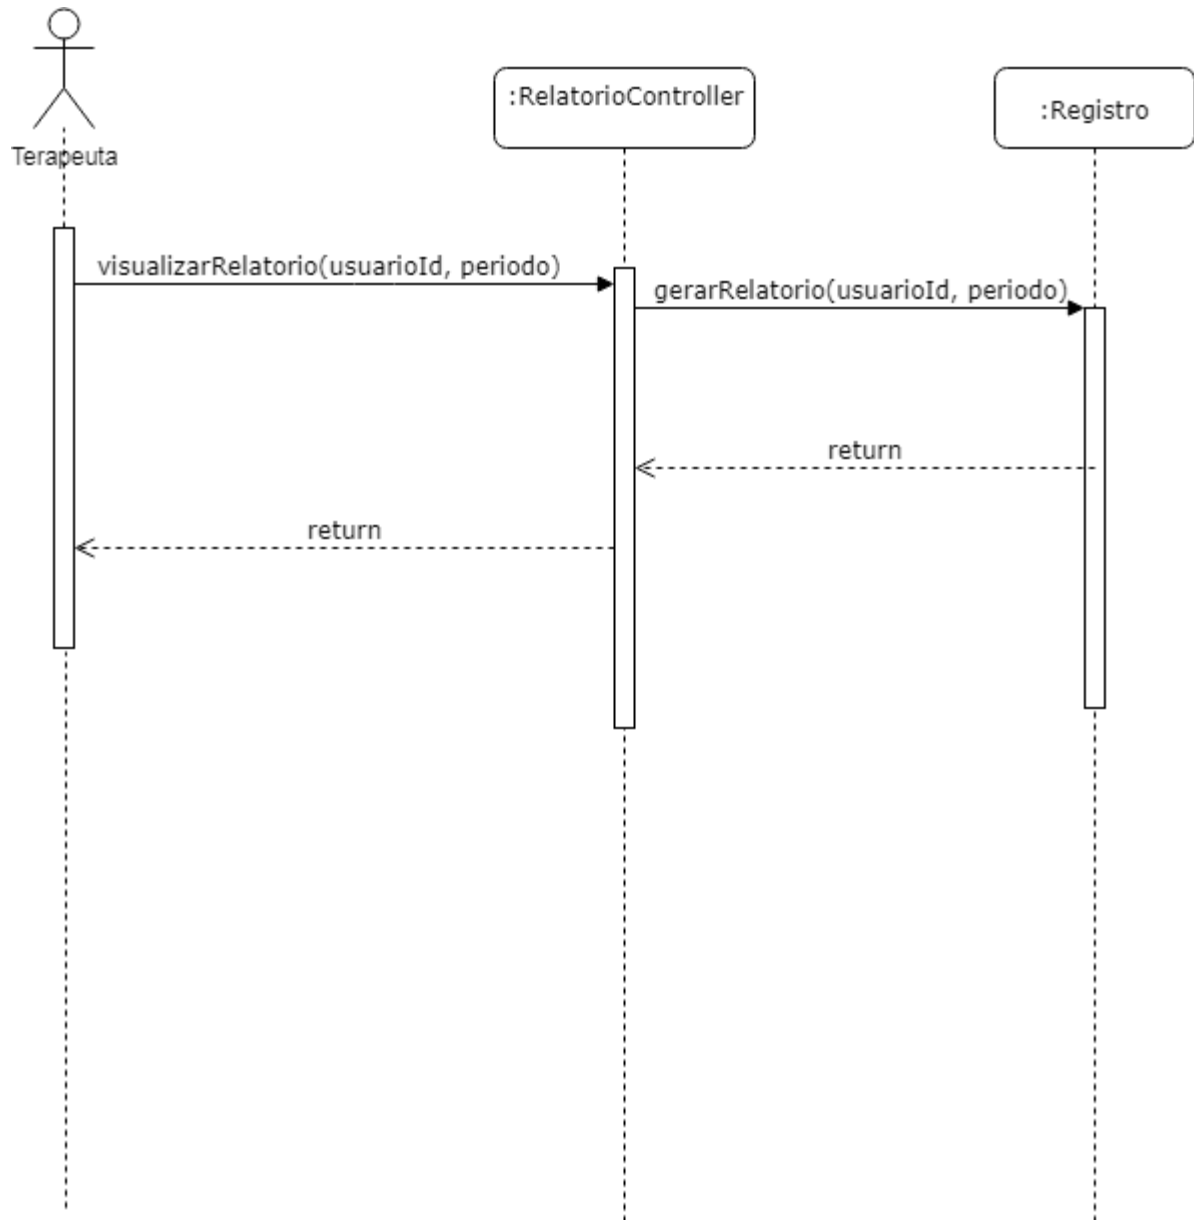 Terapeuta
:RelatorioController
:Registro
visualizarRelatorio(usuarioId, periodo)
gerarRelatorio(usuarioId, periodo)
return
return